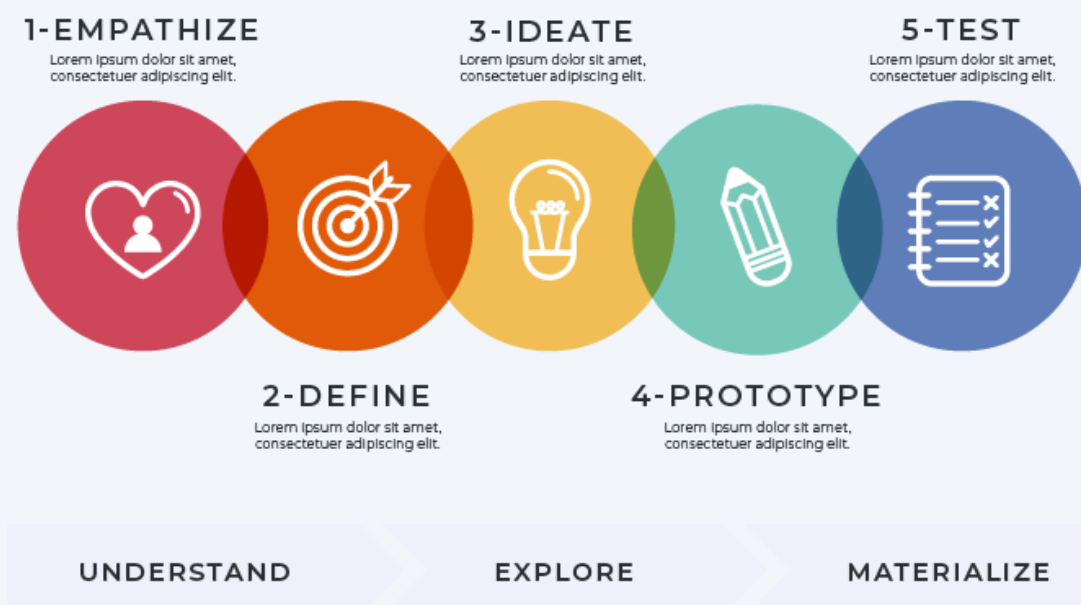 1-EMPATHIZE
Lorem ipsum dolor sit amet,
consectetuer adipiscing elit.
3-IDEATE
Lorem ipsum dolor sit amet,
consectetuer adipiscing elit.
5-TEST
Lorem ipsum dolor sit amet,
consectetuer adipiscing elit.
2-DEFINE
Lorem ipsum dolor sit amet,
consectetuer adipiscing elit.
4-PROTOTYPE
Lorem ipsum dolor sit amet,
consectetuer adipiscing elit.
UNDERSTAND
EXPLORE
MATERIALIZE